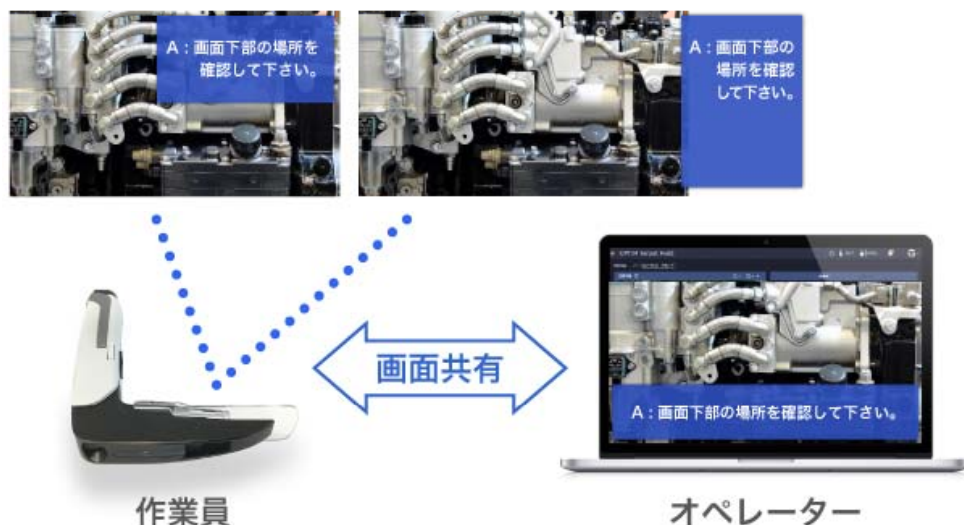 A：画面下部の場所を
確認して下さい。
A：画面下部の
場所を確認
して下さい。
画面共有
A：画面下部の場所を確認して下さい。
作業員
オペレーター